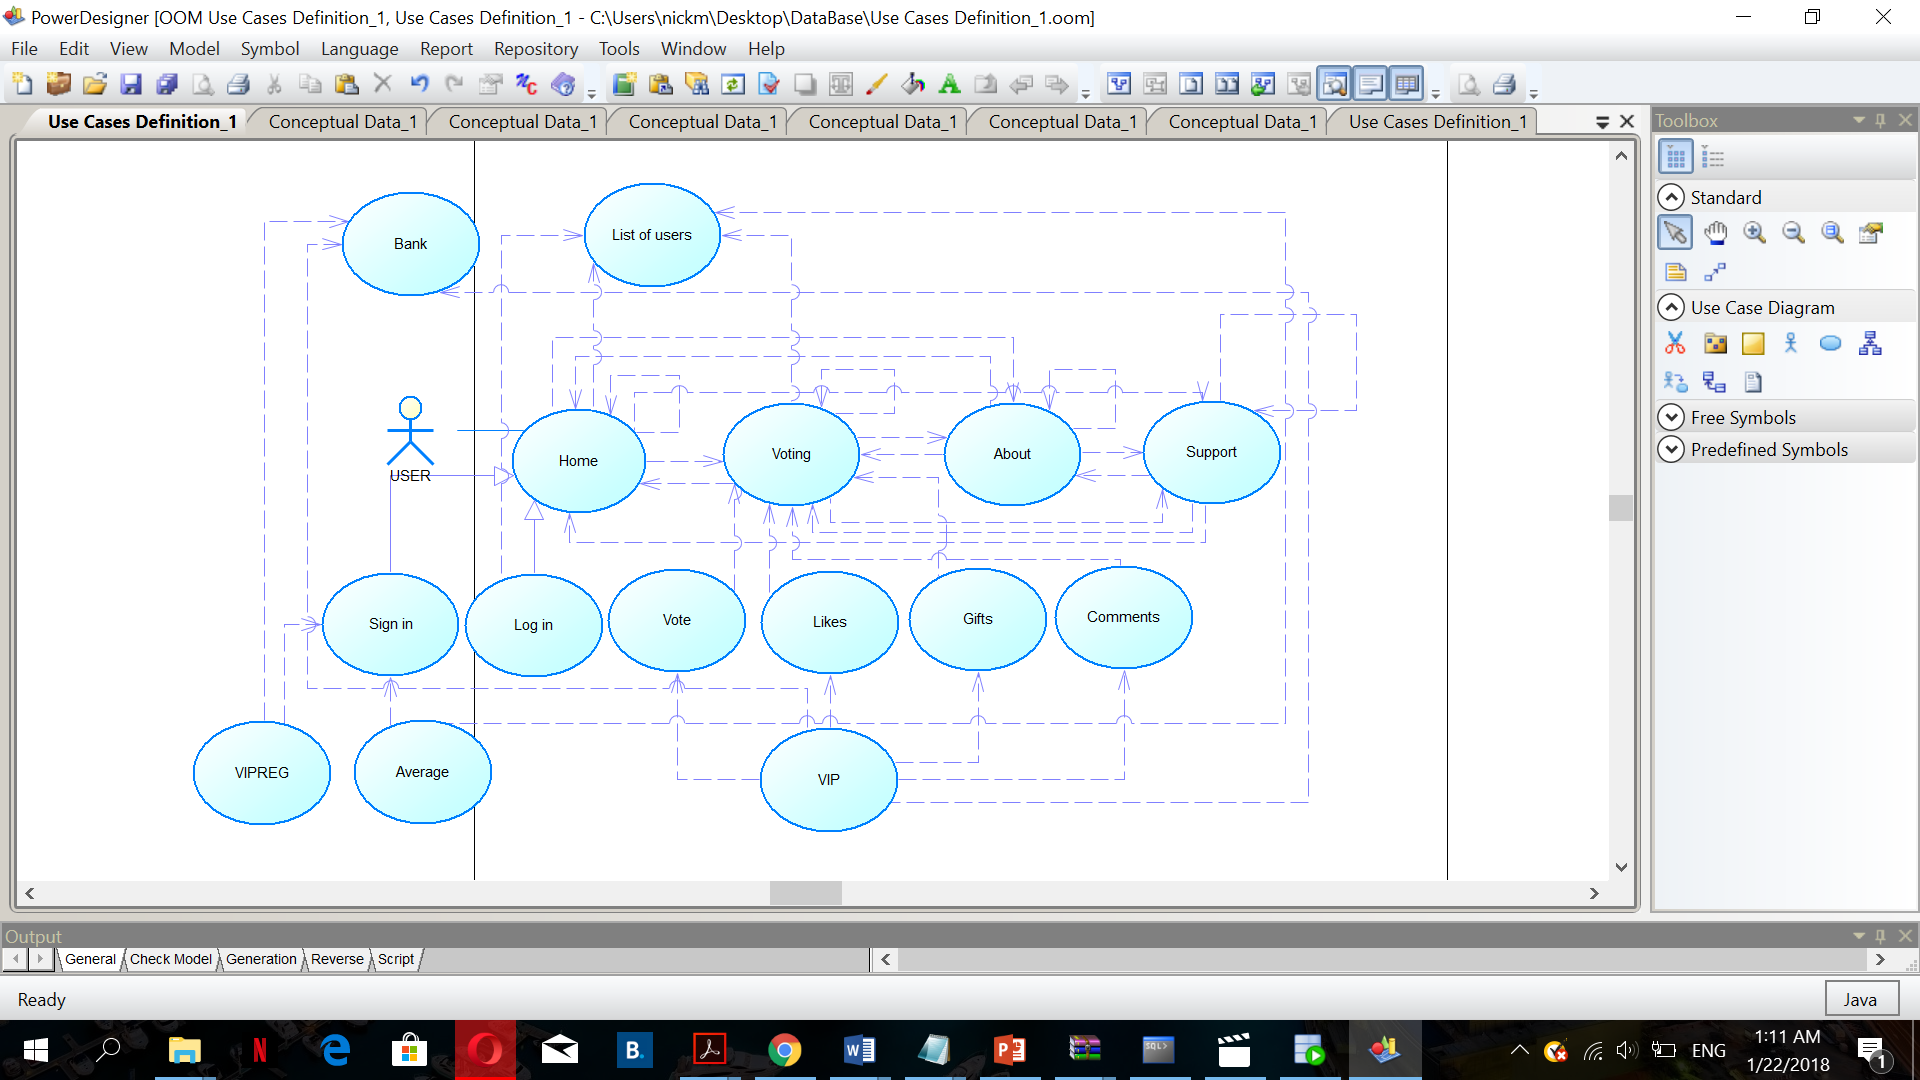 PowerDesigner [OOM Use Cases Definition_1, Use Cases Definition_1 - C:\Users\nickm\Desktop\DataBase\Use Cases Definition_1.oom]
File Edit View Model Symbol Language Report Repository Tools Window Help
Use Cases Definition_1 Conceptual Data_1 Conceptual Data_1 Conceptual Data_1 Conceptual Data_1 Conceptual Data_1 Conceptual Data_1 Use Cases Definition_1
Toolbox
Standard
Use Case Diagram
Free Symbols
Predefined Symbols
Bank
List of users
USER
Home
Voting
About
Support
Sign in
Log in
Vote
Likes
Gifts
Comments
VIPREG
Average
VIP
Output
General Check Model Generation Reverse Script
Ready
Java
B.
W
P
SQL>
ENG
1:11 AM
1/22/2018
1